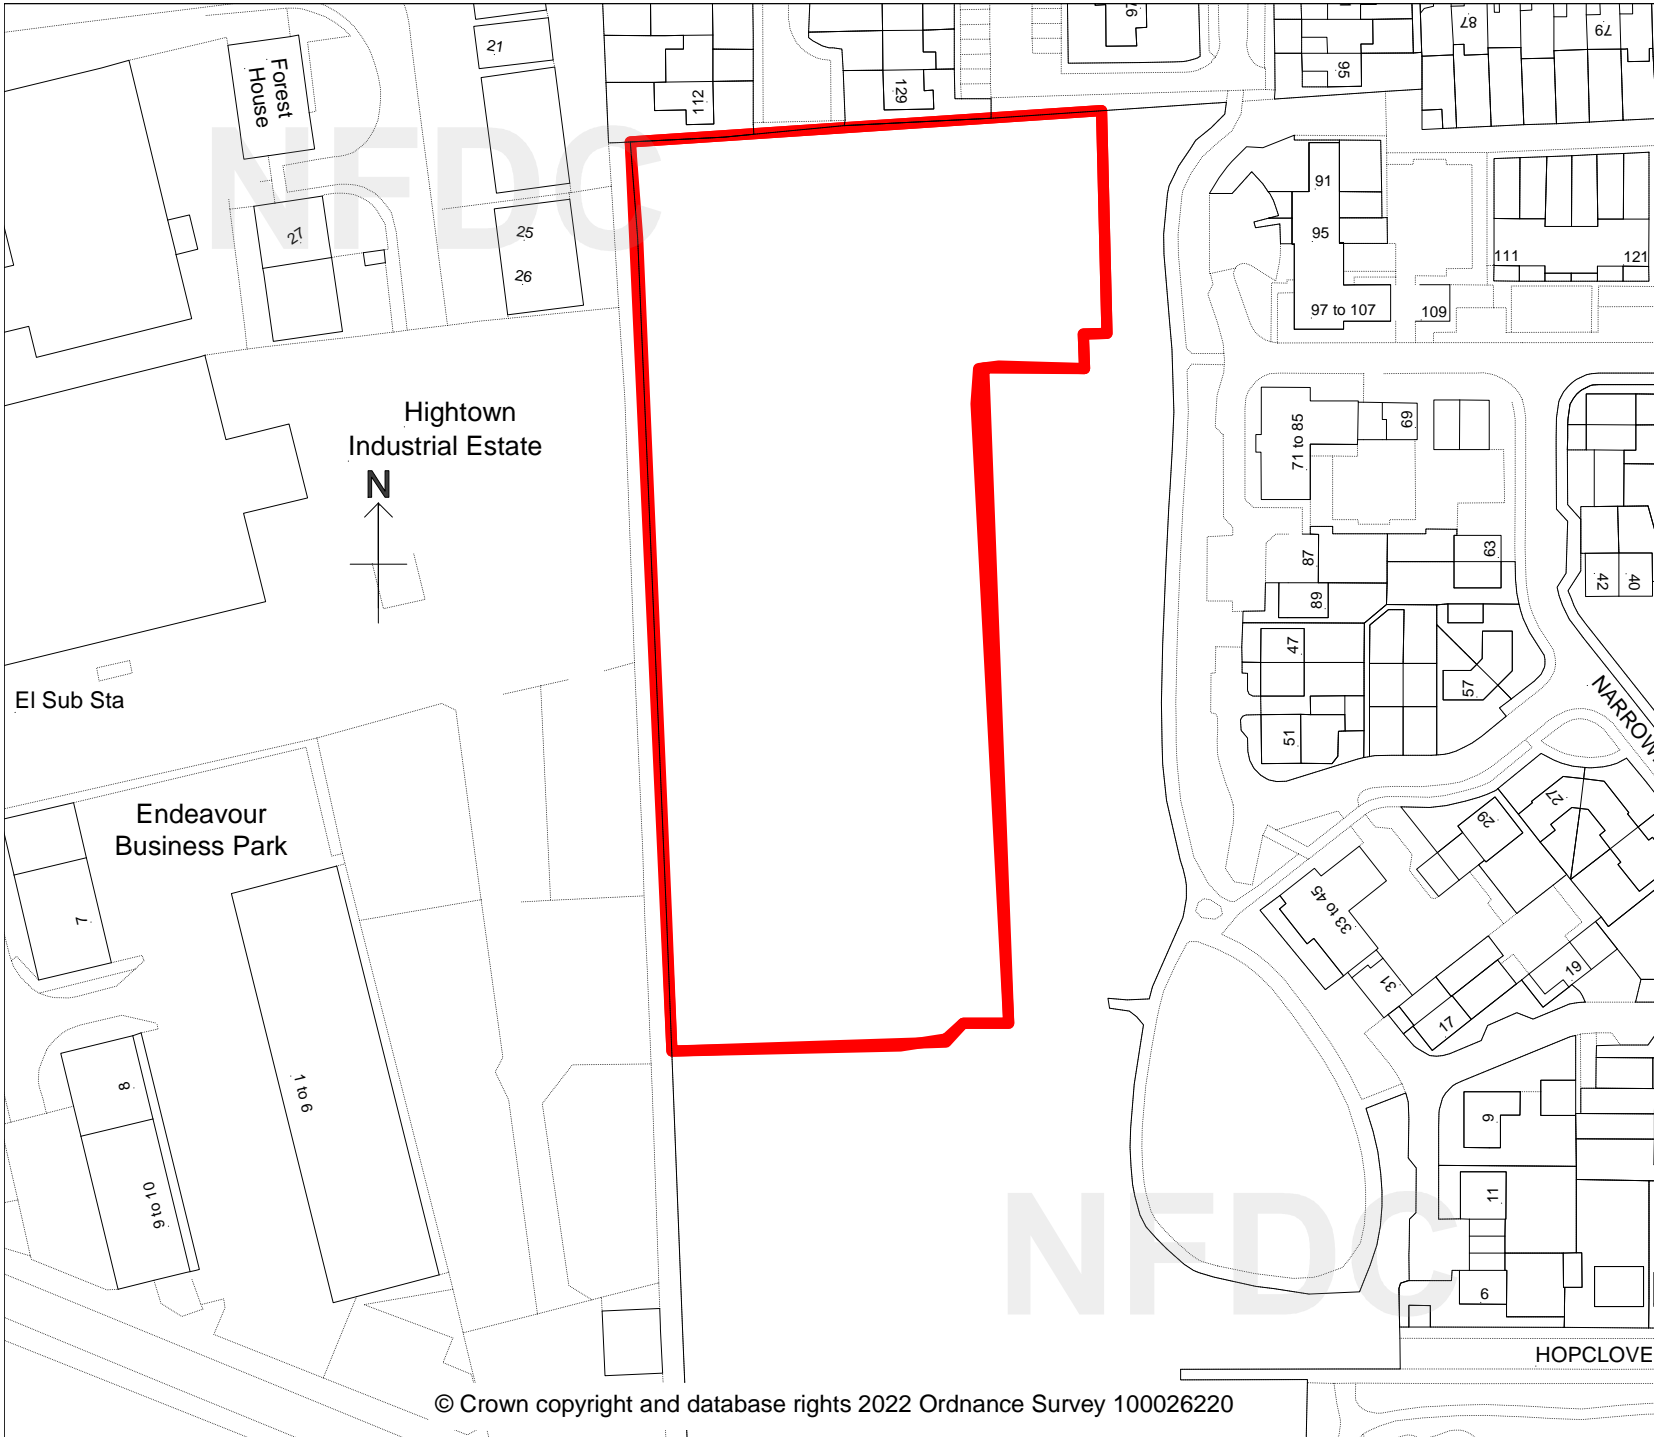 97
87
79
21
Forest
House
112
129
95
NFDC
91
27
25
26
95
111
121
97 to 107
109
Hightown
Industrial Estate
N
71 to 85
69
87
63
42
40
89
47
57
El Sub Sta
NARROW
51
Endeavour
Business Park
27
29
7
33 to 45
31
19
17
8
1 to 6
9
9 to 10
11
NFDC
6
HOPCLOVE
© Crown copyright and database rights 2022 Ordnance Survey 100026220